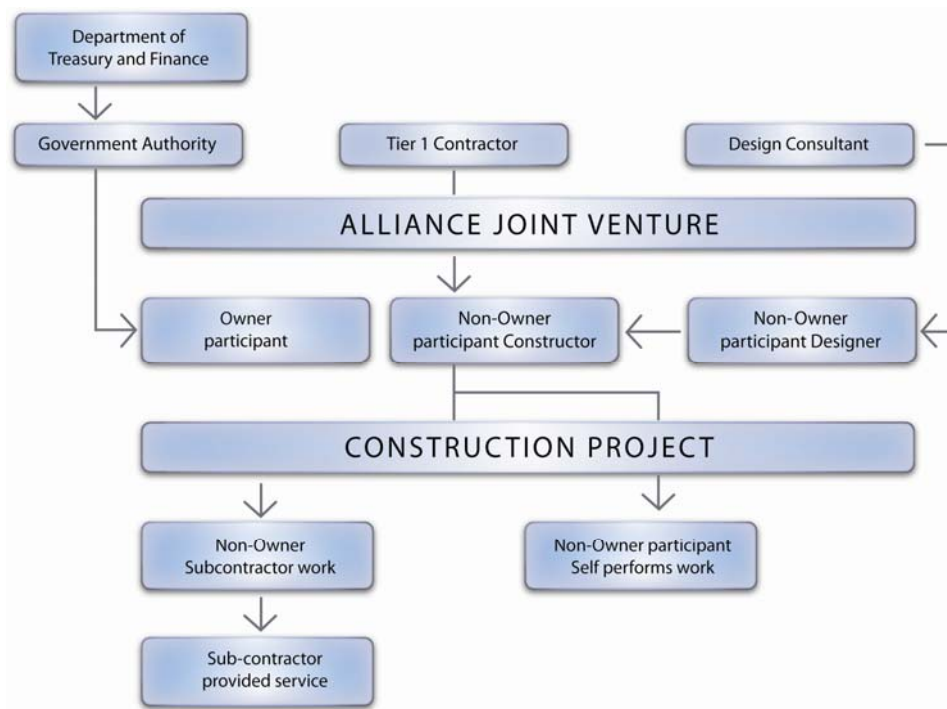 Department of
Treasury and Finance
Government Authority
Tier 1 Contractor
Design Consultant
ALLIANCE JOINT VENTURE
Owner
participant
Non-Owner
participant Constructor
Non-Owner
participant Designer
CONSTRUCTION PROJECT
Non-Owner
Subcontractor work
Non-Owner participant
Self performs work
Sub-contractor
provided service